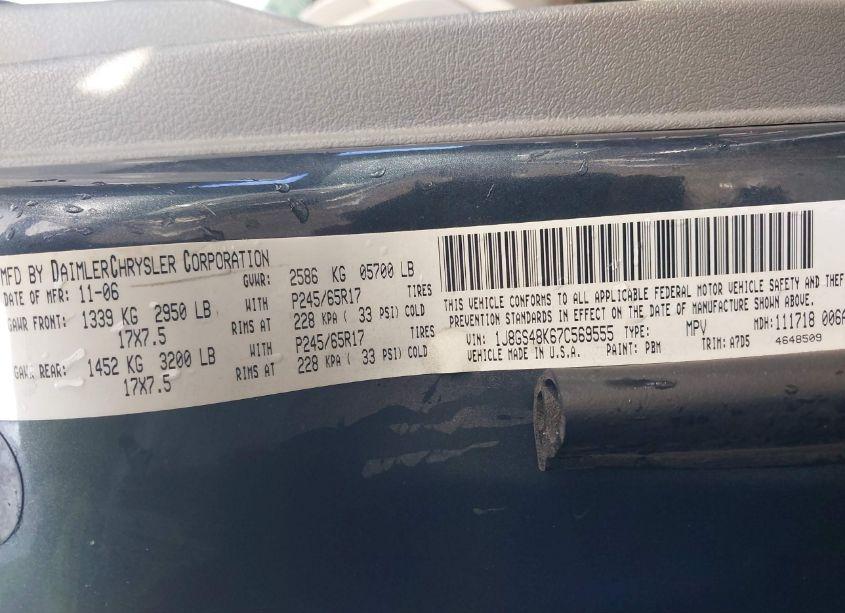 MFD BY DAIMLERCHRYSLER CORPORATION
DATE OF MFR: 11-06 GVWR: 2586 KG 05700 LB
GAWR FRONT: 1339 KG 2950 LB WITH P245/65R17 TIRES
17X7.5 RIMS AT 228 KPA ( 33 PSI) COLD
GAWR REAR: 1452 KG 3200 LB WITH P245/65R17 TIRES
17X7.5 RIMS AT 228 KPA ( 33 PSI) COLD
THIS VEHICLE CONFORMS TO ALL APPLICABLE FEDERAL MOTOR VEHICLE SAFETY AND THEF
PREVENTION STANDARDS IN EFFECT ON THE DATE OF MANUFACTURE SHOWN ABOVE.
VIN: 1J8GS48K67C569555 TYPE: MPV MDH:111718 006A
VEHICLE MADE IN U.S.A. PAINT: PBM TRIM: A7D5 4648509